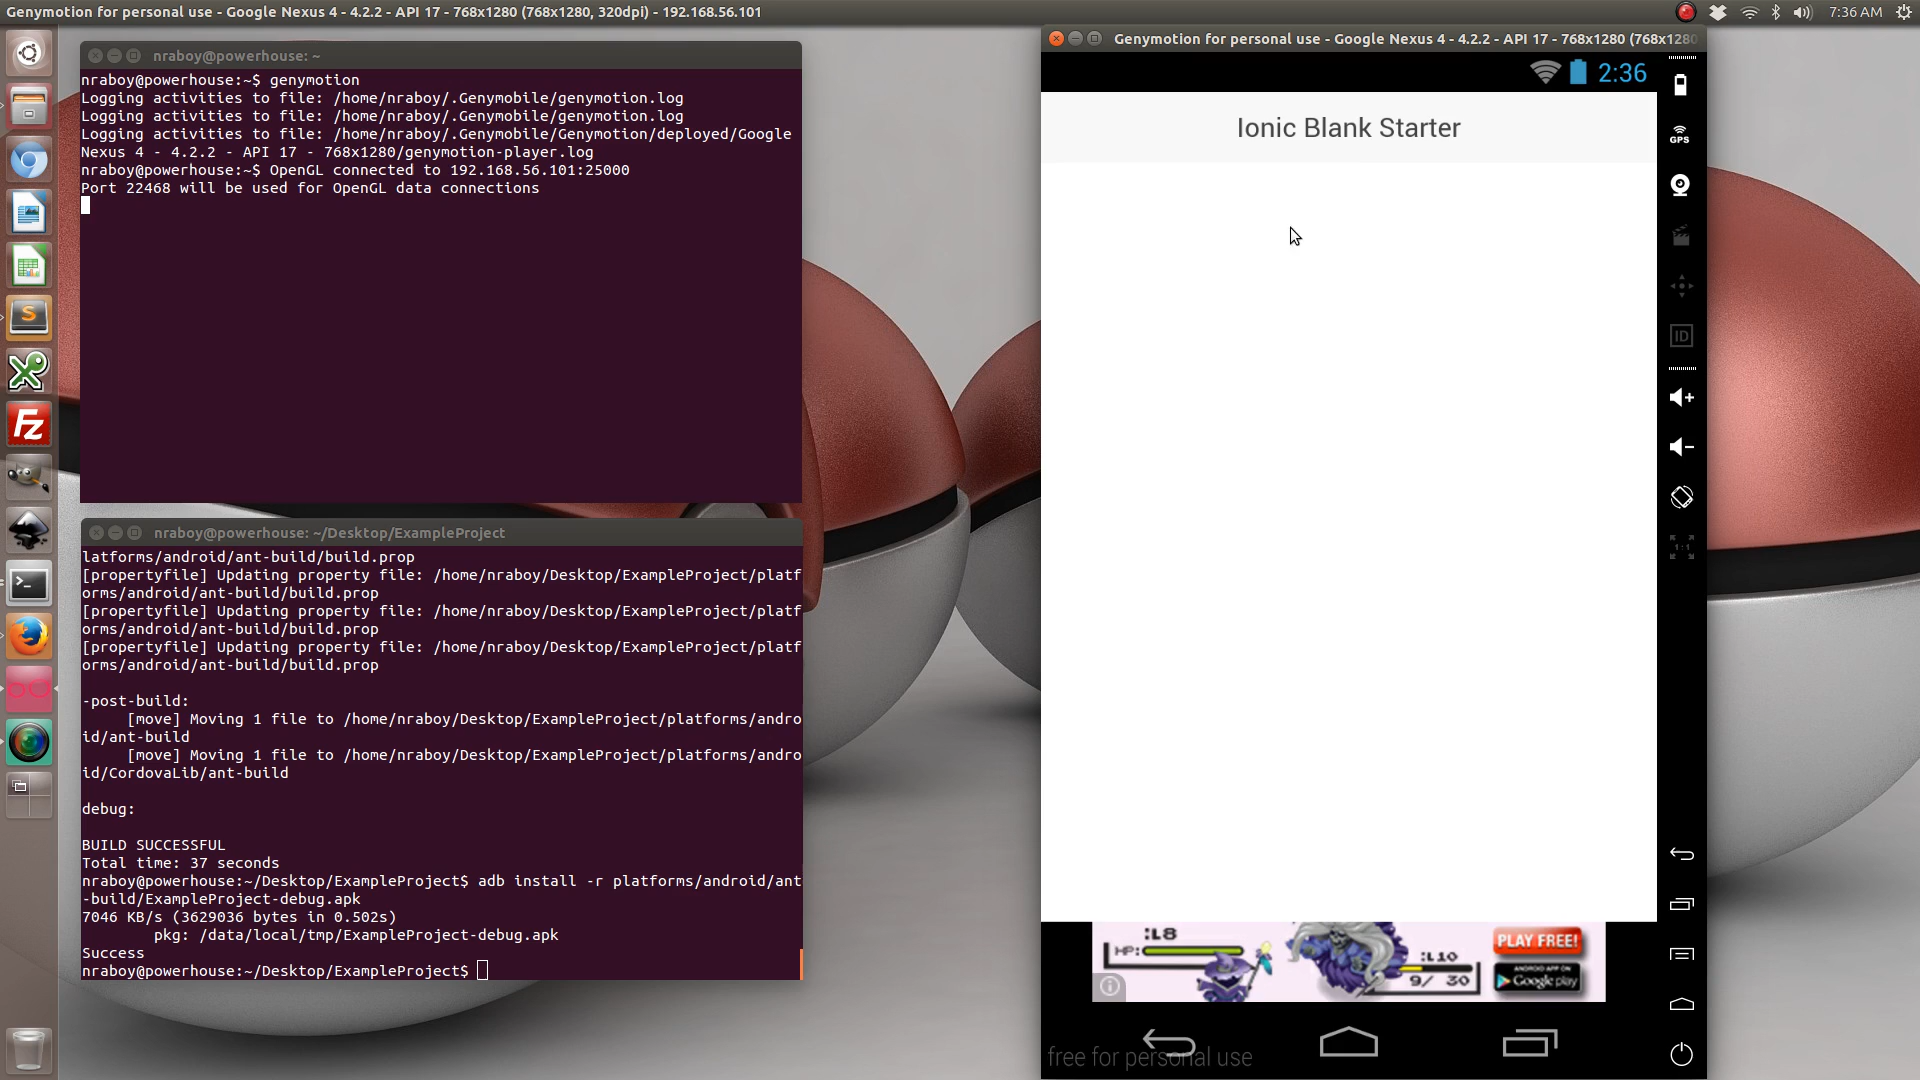 Genymotion for personal use - Google Nexus 4 - 4.2.2 - API 17 - 768x1280 (768x1280, 320dpi) - 192.168.56.101
7:36 AM
nraboy@powerhouse: ~
nraboy@powerhouse:~$ genymotion
Logging activities to file: /home/nraboy/.Genymobile/genymotion.log
Logging activities to file: /home/nraboy/.Genymobile/genymotion.log
Logging activities to file: /home/nraboy/.Genymobile/Genymotion/deployed/Google
Nexus 4 - 4.2.2 - API 17 - 768x1280/genymotion-player.log
nraboy@powerhouse:~$ OpenGL connected to 192.168.56.101:25000
Port 22468 will be used for OpenGL data connections
nraboy@powerhouse: ~/Desktop/ExampleProject
latforms/android/ant-build/build.prop
[propertyfile] Updating property file: /home/nraboy/Desktop/ExampleProject/platf
orms/android/ant-build/build.prop
[propertyfile] Updating property file: /home/nraboy/Desktop/ExampleProject/platf
orms/android/ant-build/build.prop
[propertyfile] Updating property file: /home/nraboy/Desktop/ExampleProject/platf
orms/android/ant-build/build.prop
-post-build:
[move] Moving 1 file to /home/nraboy/Desktop/ExampleProject/platforms/andro
id/ant-build
[move] Moving 1 file to /home/nraboy/Desktop/ExampleProject/platforms/andro
id/CordovaLib/ant-build
debug:
BUILD SUCCESSFUL
Total time: 37 seconds
nraboy@powerhouse:~/Desktop/ExampleProject$ adb install -r platforms/android/ant
-build/ExampleProject-debug.apk
7046 KB/s (3629036 bytes in 0.502s)
pkg: /data/local/tmp/ExampleProject-debug.apk
Success
nraboy@powerhouse:~/Desktop/ExampleProject$
Genymotion for personal use - Google Nexus 4 - 4.2.2 - API 17 - 768x1280 (768x1280
2:36
Ionic Blank Starter
GPS
ID
1:1
:L8
HP:
:L10
9/ 30
PLAY FREE!
ANDROID APP ON
Google play
free for personal use